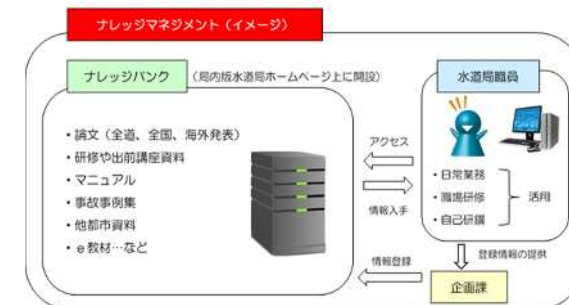 ナレッジマネジメント（イメージ）
ナレッジバンク
（局内版水道局ホームページ上に開設）
・論文（全道、全国、海外発表）
・研修や出前講座資料
・マニュアル
・事故事例集
・他都市資料
・ｅ教材…など
アクセス
情報入手
水道局職員
・日常業務
・職場研修
・自己研鑽
活用
登録情報の提供
情報登録
企画課